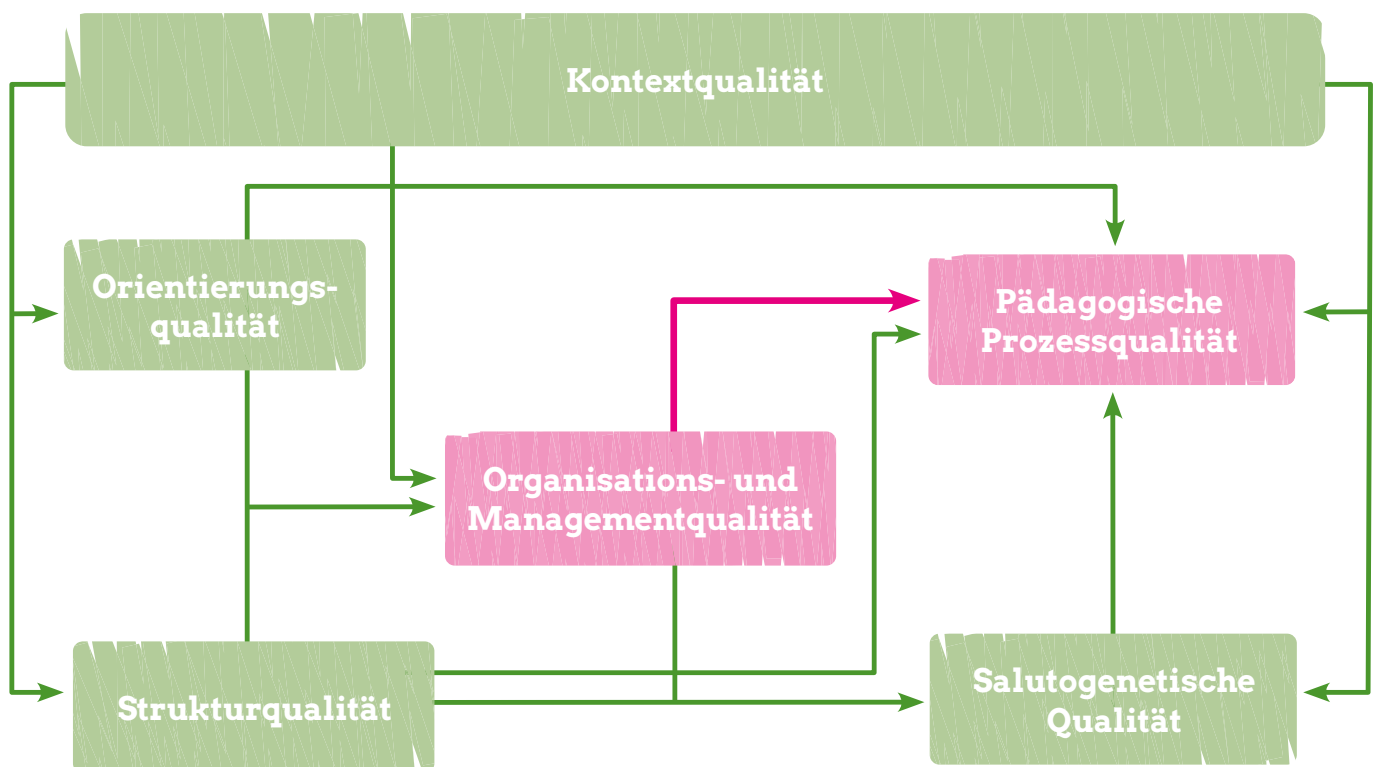 Kontextqualität
Orientierungs-
qualität
Pädagogische
Prozessqualität
Organisations- und
Managementqualität
Strukturqualität
Salutogenetische
Qualität